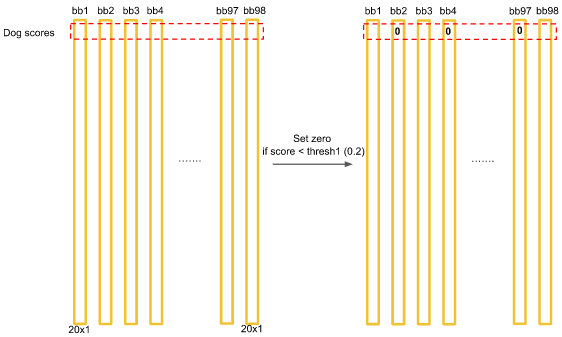 bb1 bb2 bb3 bb4 bb97 bb98
bb1 bb2 bb3 bb4 bb97 bb98
Dog scores
0 0 0
Set zero
if score < thresh1 (0.2)
.......
.......
20x1 20x1